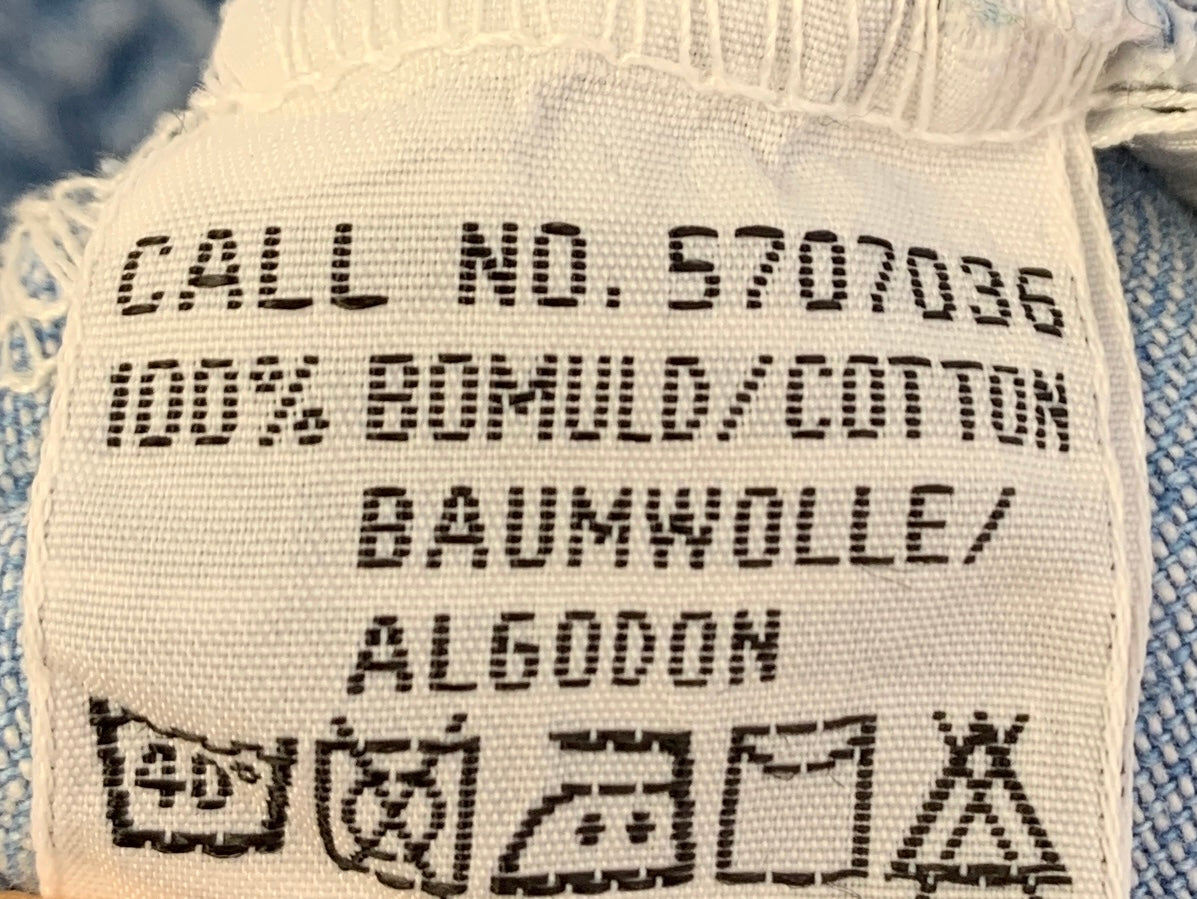 CALL NO. 5707036
100% BOMULD/COTTON
BAUMWOLLE/
ALGODON
40°